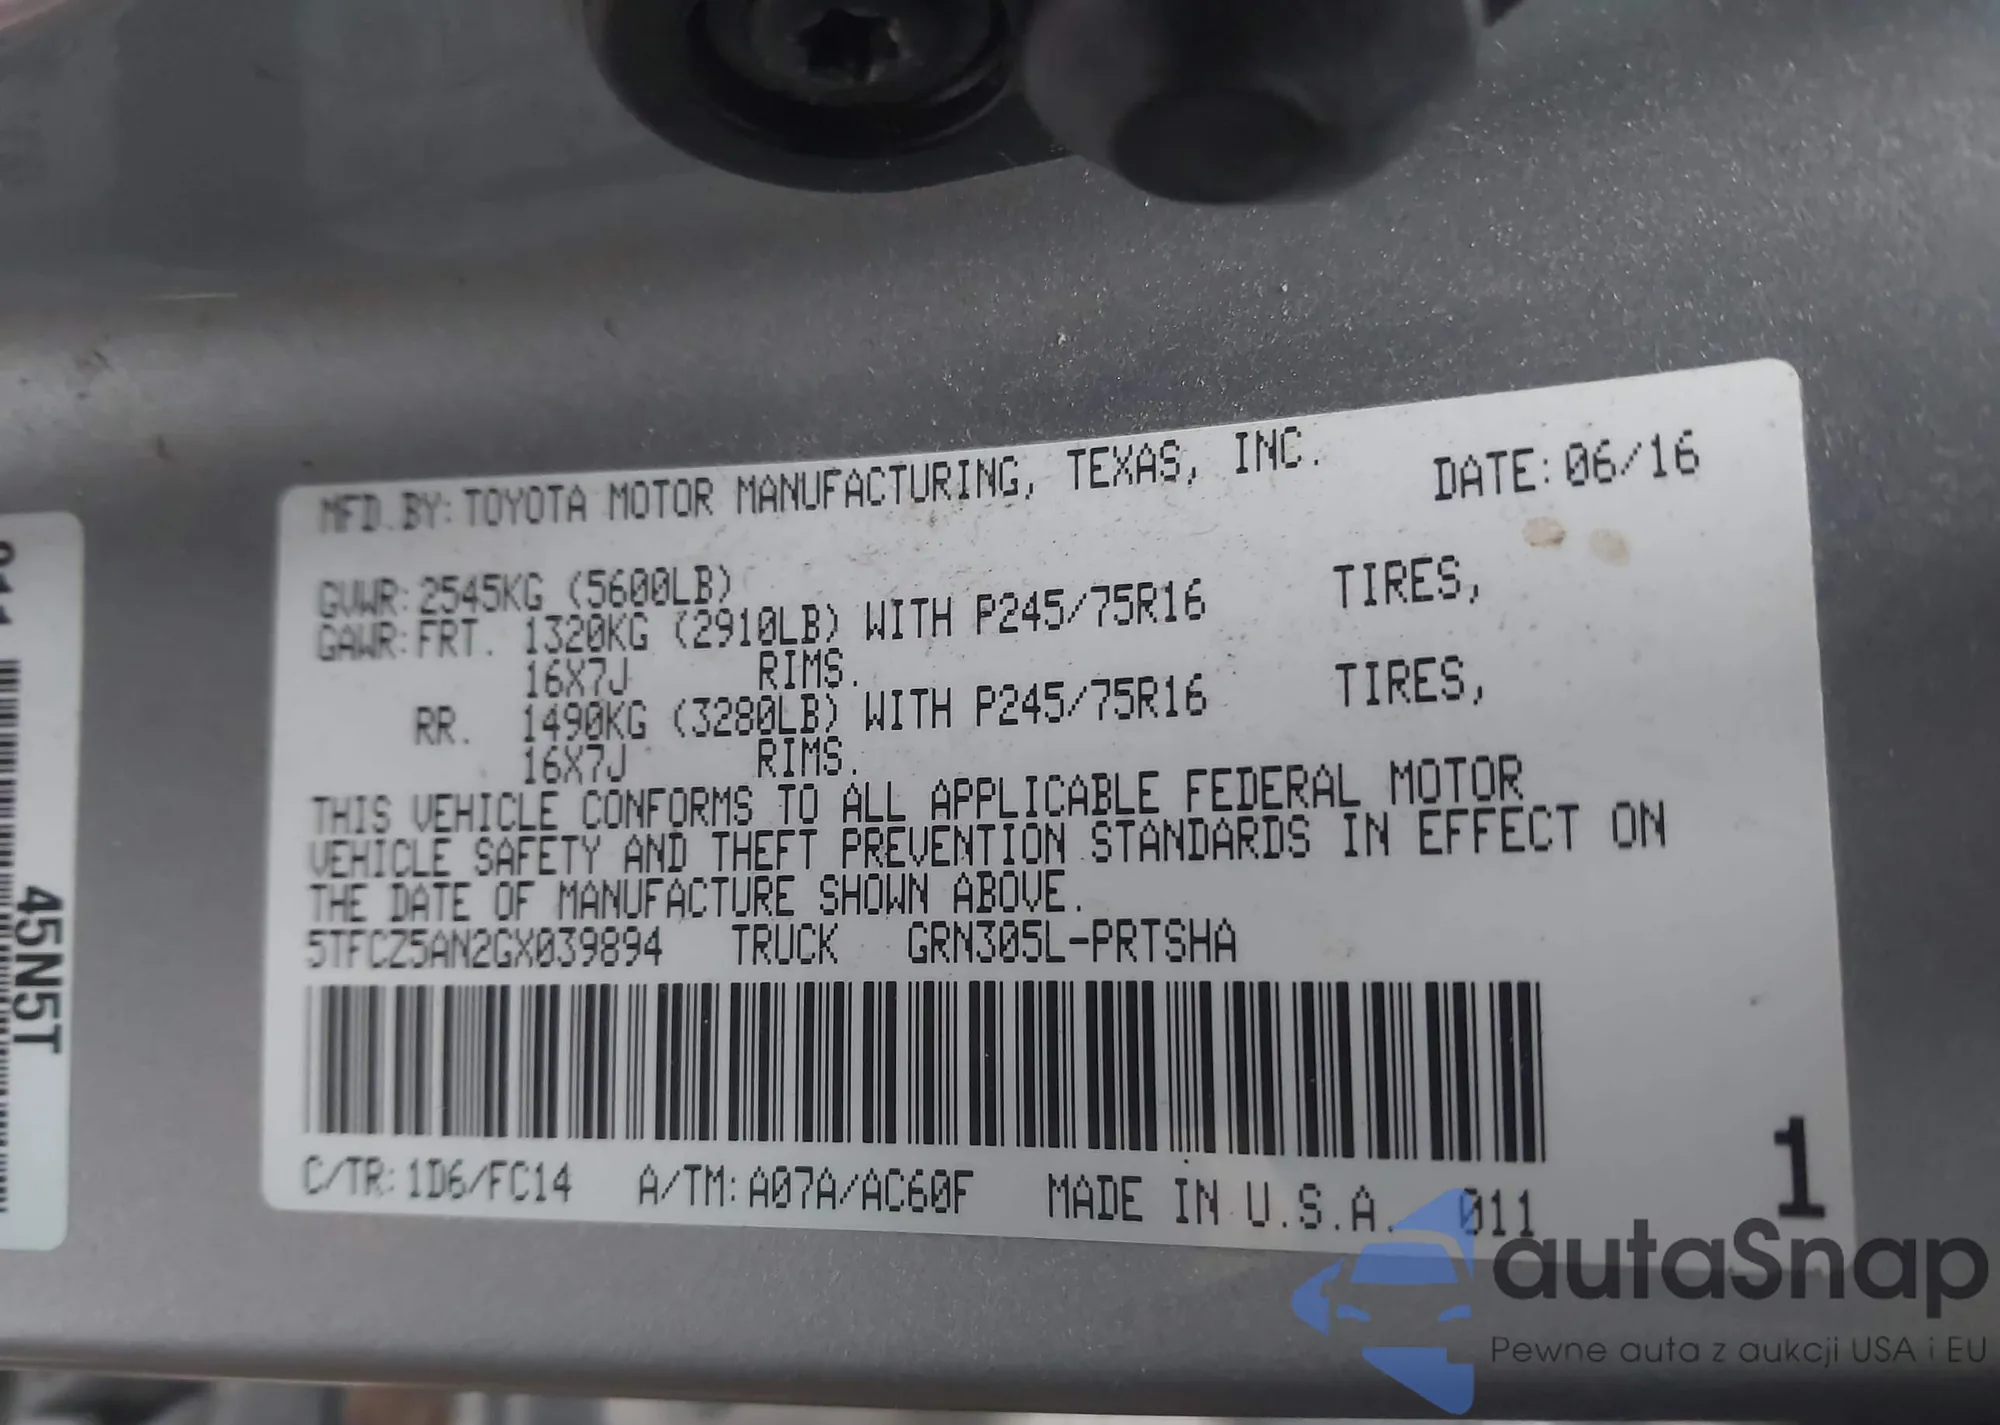 MFD.BY: TOYOTA MOTOR MANUFACTURING, TEXAS, INC. DATE: 06/16
GVWR: 2545KG (5600LB)
GAWR: FRT. 1320KG (2910LB) WITH P245/75R16 TIRES,
16X7J RIMS.
RR. 1490KG (3280LB) WITH P245/75R16 TIRES,
16X7J RIMS.
THIS VEHICLE CONFORMS TO ALL APPLICABLE FEDERAL MOTOR
VEHICLE SAFETY AND THEFT PREVENTION STANDARDS IN EFFECT ON
THE DATE OF MANUFACTURE SHOWN ABOVE.
5TFCZ5AN2GX039894 TRUCK GRN305L-PRTSHA
C/TR: 1D6/FC14 A/TM: A07A/AC60F MADE IN U.S.A. 011
1
45N5T
autaSnap
Pewne auta z aukcji USA i EU